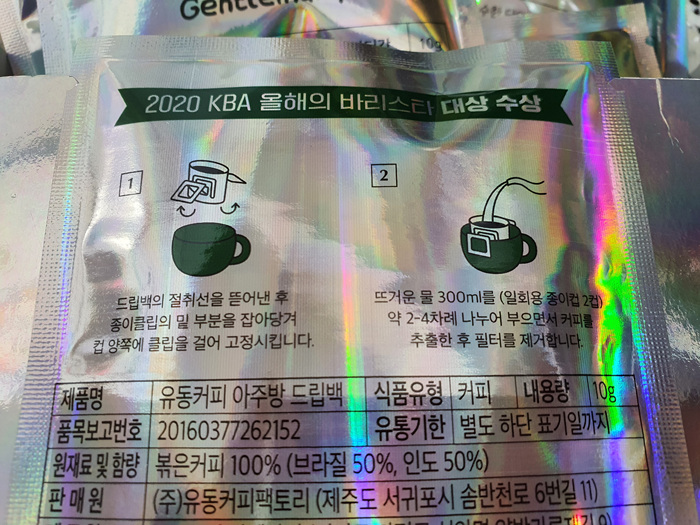 10g
2020 KBA 올해의 바리스타 대상 수상
1
2
드립백의 절취선을 뜯어낸 후
종이클립의 밑 부분을 잡아당겨
컵 양쪽에 클립을 걸어 고정시킵니다.
뜨거운 물 300ml를 (일회용 종이컵 2컵)
약 2-4차례 나누어 부으면서 커피를
추출한 후 필터를 제거합니다.
제품명 유동커피 아주방 드립백 식품유형 커피 내용량 10g
품목보고번호 20160377262152 유통기한 별도 하단 표기일까지
원재료 및 함량 볶은커피 100% (브라질 50%, 인도 50%)
판 매 원 (주)유동커피팩토리 (제주도 서귀포시 솜반천로 6번길 11)